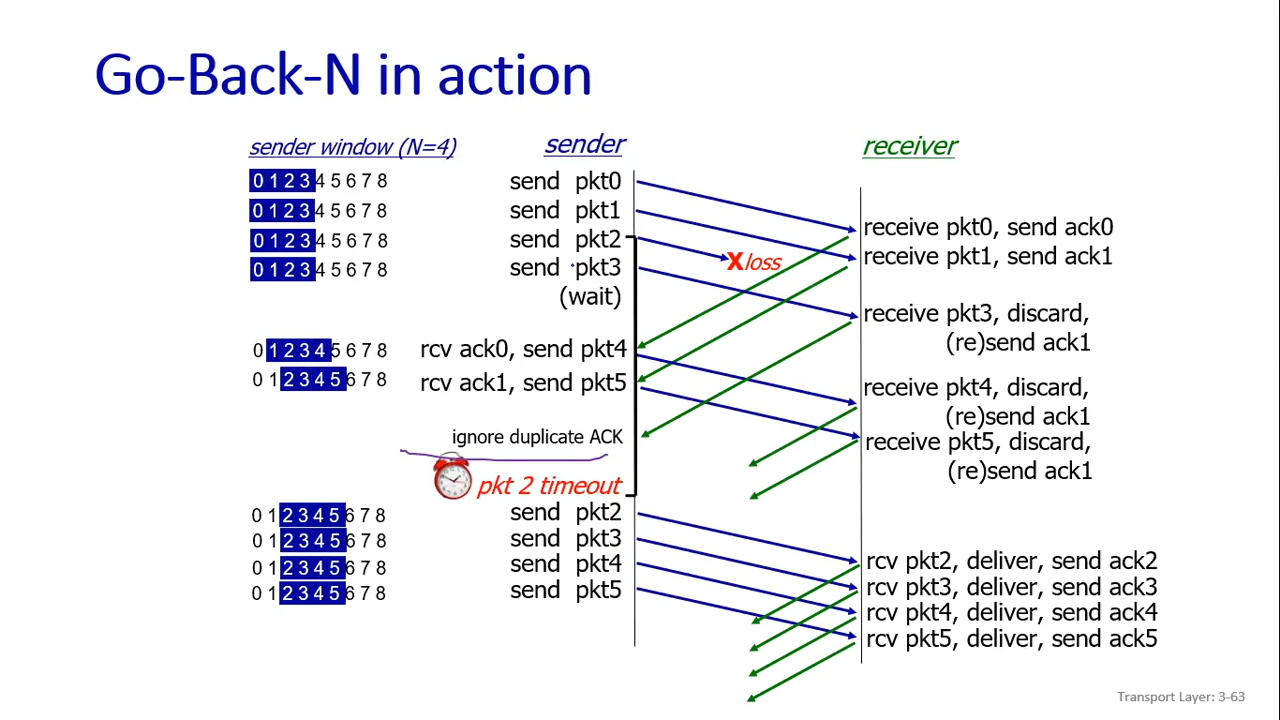 Go-Back-N in action
sender window (N=4)
sender
receiver
0 1 2 3 4 5 6 7 8
send pkt0
0 1 2 3 4 5 6 7 8
send pkt1
0 1 2 3 4 5 6 7 8
send pkt2
0 1 2 3 4 5 6 7 8
send pkt3
(wait)
X loss
receive pkt0, send ack0
receive pkt1, send ack1
receive pkt3, discard,
(re)send ack1
0 1 2 3 4 5 6 7 8
rcv ack0, send pkt4
0 1 2 3 4 5 6 7 8
rcv ack1, send pkt5
receive pkt4, discard,
(re)send ack1
receive pkt5, discard,
(re)send ack1
ignore duplicate ACK
pkt 2 timeout
0 1 2 3 4 5 6 7 8
send pkt2
0 1 2 3 4 5 6 7 8
send pkt3
0 1 2 3 4 5 6 7 8
send pkt4
0 1 2 3 4 5 6 7 8
send pkt5
rcv pkt2, deliver, send ack2
rcv pkt3, deliver, send ack3
rcv pkt4, deliver, send ack4
rcv pkt5, deliver, send ack5
Transport Layer: 3-63